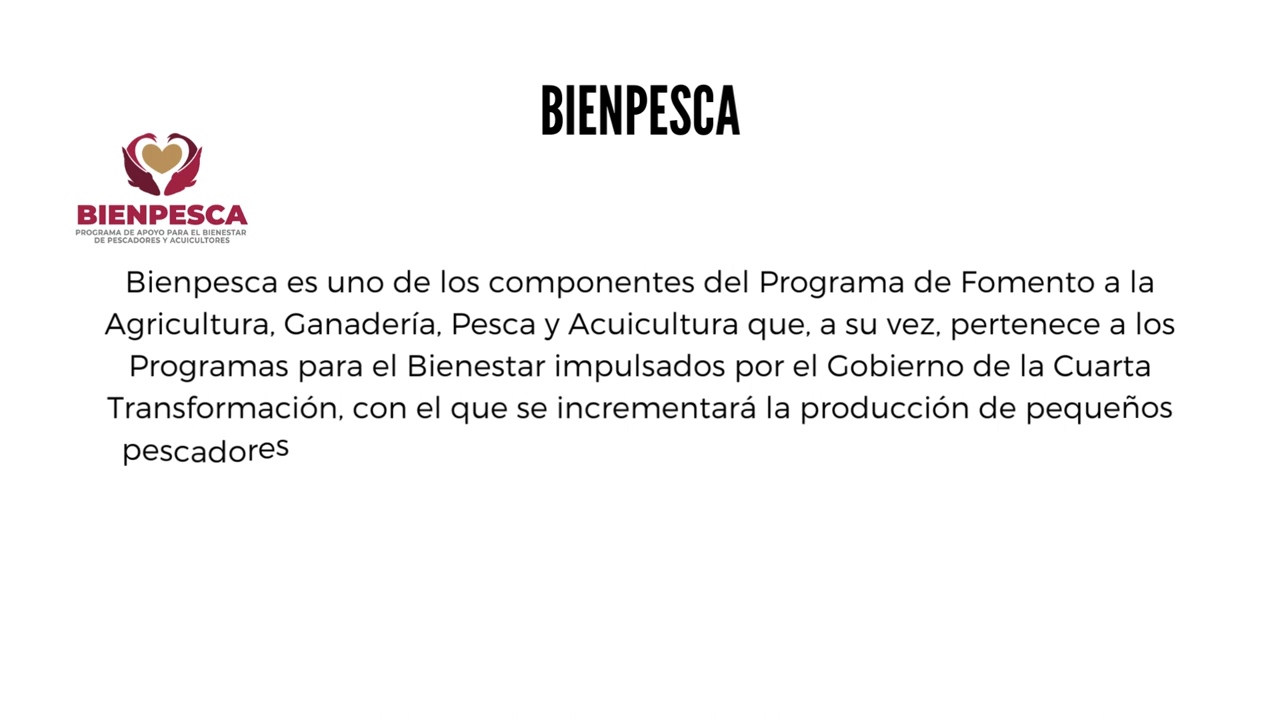 BIENPESCA
BIENPESCA
PROGRAMA DE APOYO PARA EL BIENESTAR
DE PESCADORES Y ACUICULTORES
Bienpesca es uno de los componentes del Programa de Fomento a la
Agricultura, Ganadería, Pesca y Acuicultura que, a su vez, pertenece a los
Programas para el Bienestar impulsados por el Gobierno de la Cuarta
Transformación, con el que se incrementará la producción de pequeños
pescadores